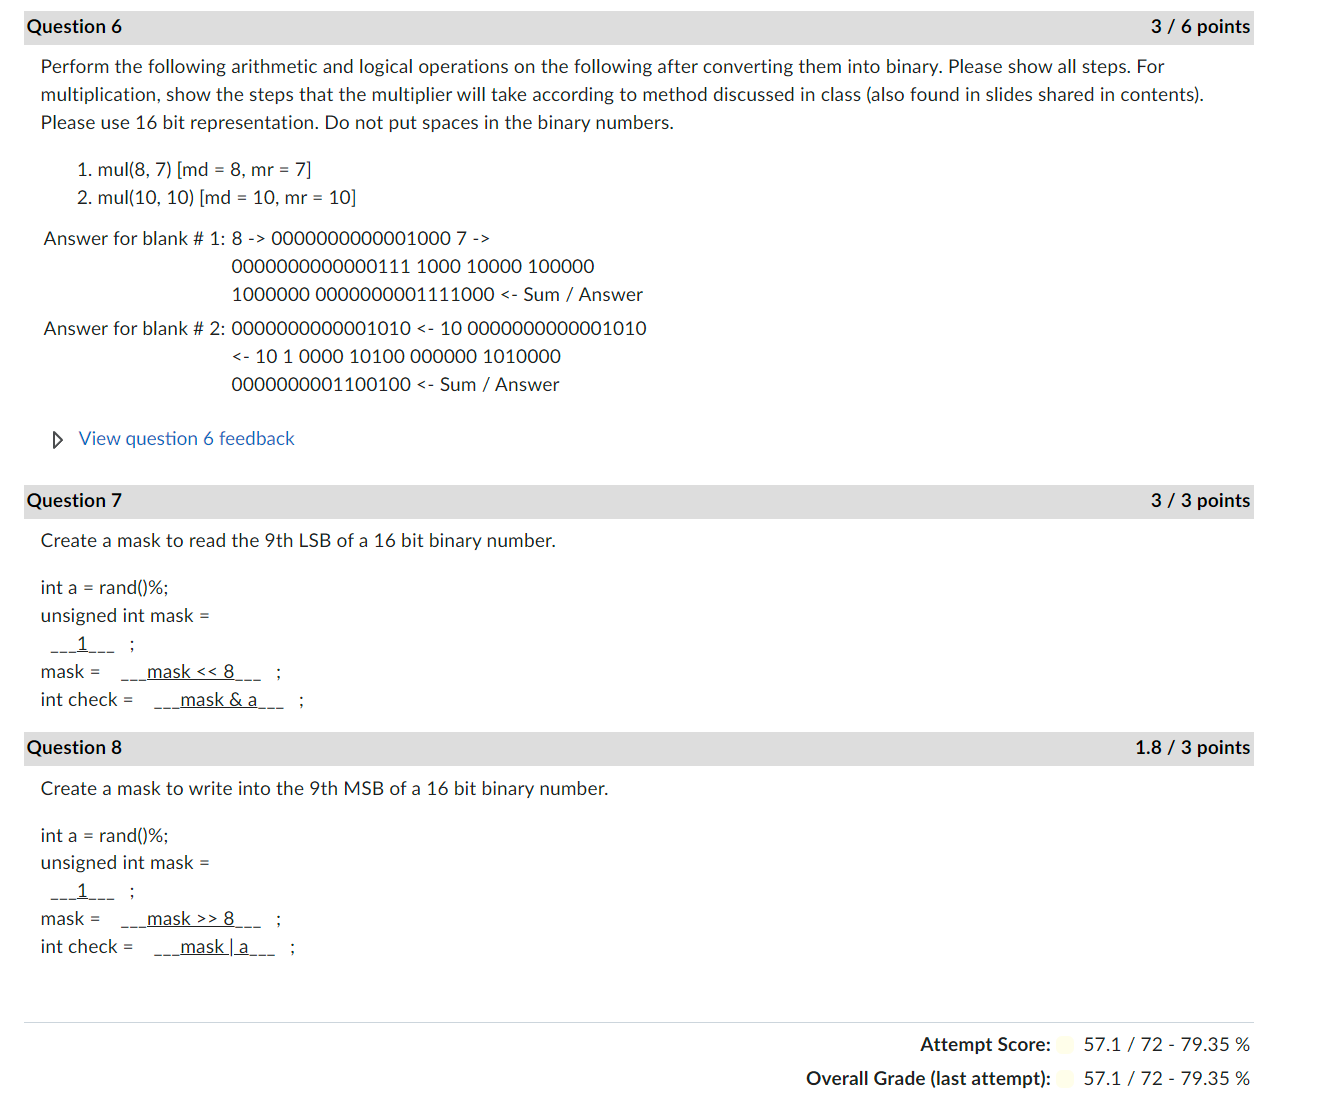 Question 6 3 / 6 points
Perform the following arithmetic and logical operations on the following after converting them into binary. Please show all steps. For
multiplication, show the steps that the multiplier will take according to method discussed in class (also found in slides shared in contents).
Please use 16 bit representation. Do not put spaces in the binary numbers.
1. mul(8, 7) [md = 8, mr = 7]
2. mul(10, 10) [md = 10, mr = 10]
Answer for blank # 1: 8 -> 0000000000001000 7 ->
0000000000000111 1000 10000 100000
1000000 0000000001111000 <- Sum / Answer
Answer for blank # 2: 0000000000001010 <- 10 0000000000001010
<- 10 1 0000 10100 000000 1010000
0000000001100100 <- Sum / Answer
View question 6 feedback
Question 7 3 / 3 points
Create a mask to read the 9th LSB of a 16 bit binary number.
int a = rand()%;
unsigned int mask =
___1___ ;
mask = ___mask << 8___ ;
int check = ___mask & a___ ;
Question 8 1.8 / 3 points
Create a mask to write into the 9th MSB of a 16 bit binary number.
int a = rand()%;
unsigned int mask =
___1___ ;
mask = ___mask >> 8___ ;
int check = ___mask | a___ ;
Attempt Score: 57.1 / 72 - 79.35 %
Overall Grade (last attempt): 57.1 / 72 - 79.35 %